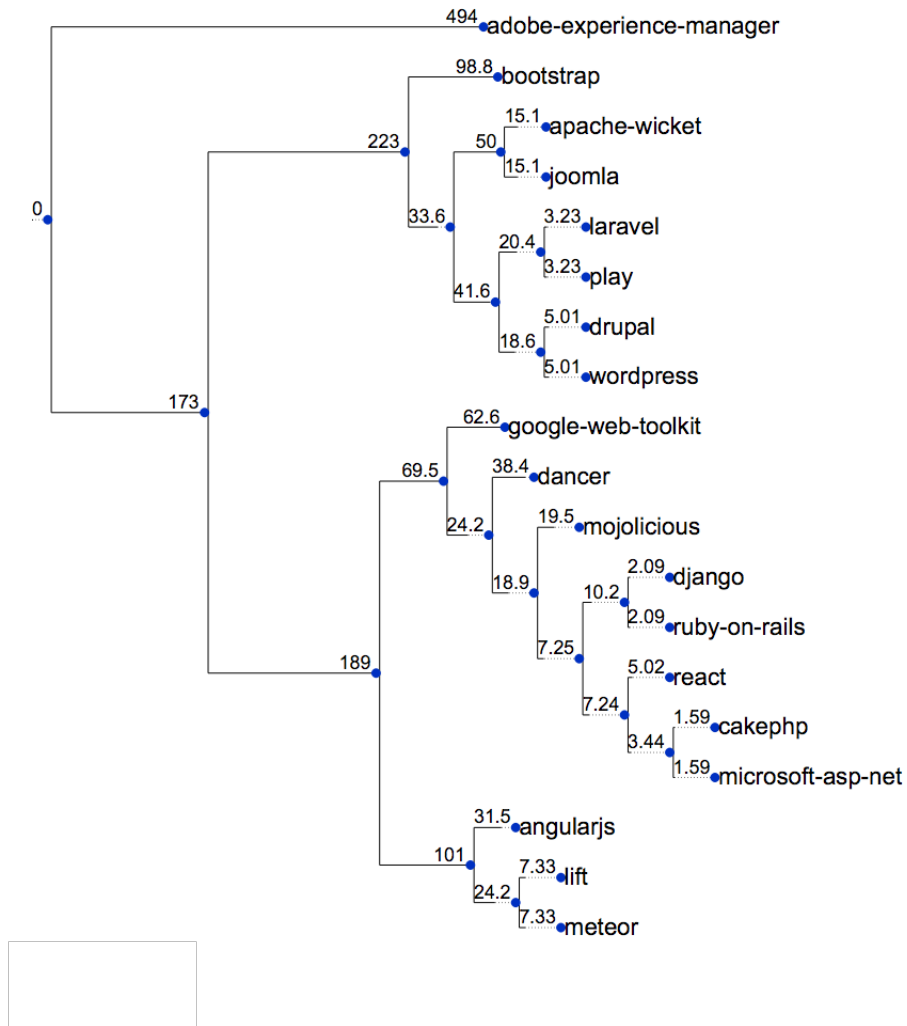 494 adobe-experience-manager
98.8 bootstrap
15.1 apache-wicket
223
50
15.1 joomla
0
33.6
3.23 laravel
20.4
3.23 play
41.6
5.01 drupal
18.6
5.01 wordpress
173
62.6 google-web-toolkit
69.5
38.4 dancer
24.2
19.5 mojolicious
18.9
2.09 django
10.2
2.09 ruby-on-rails
7.25
189
5.02 react
7.24
1.59 cakephp
3.44
1.59 microsoft-asp-net
31.5 angularjs
101
7.33 lift
24.2
7.33 meteor